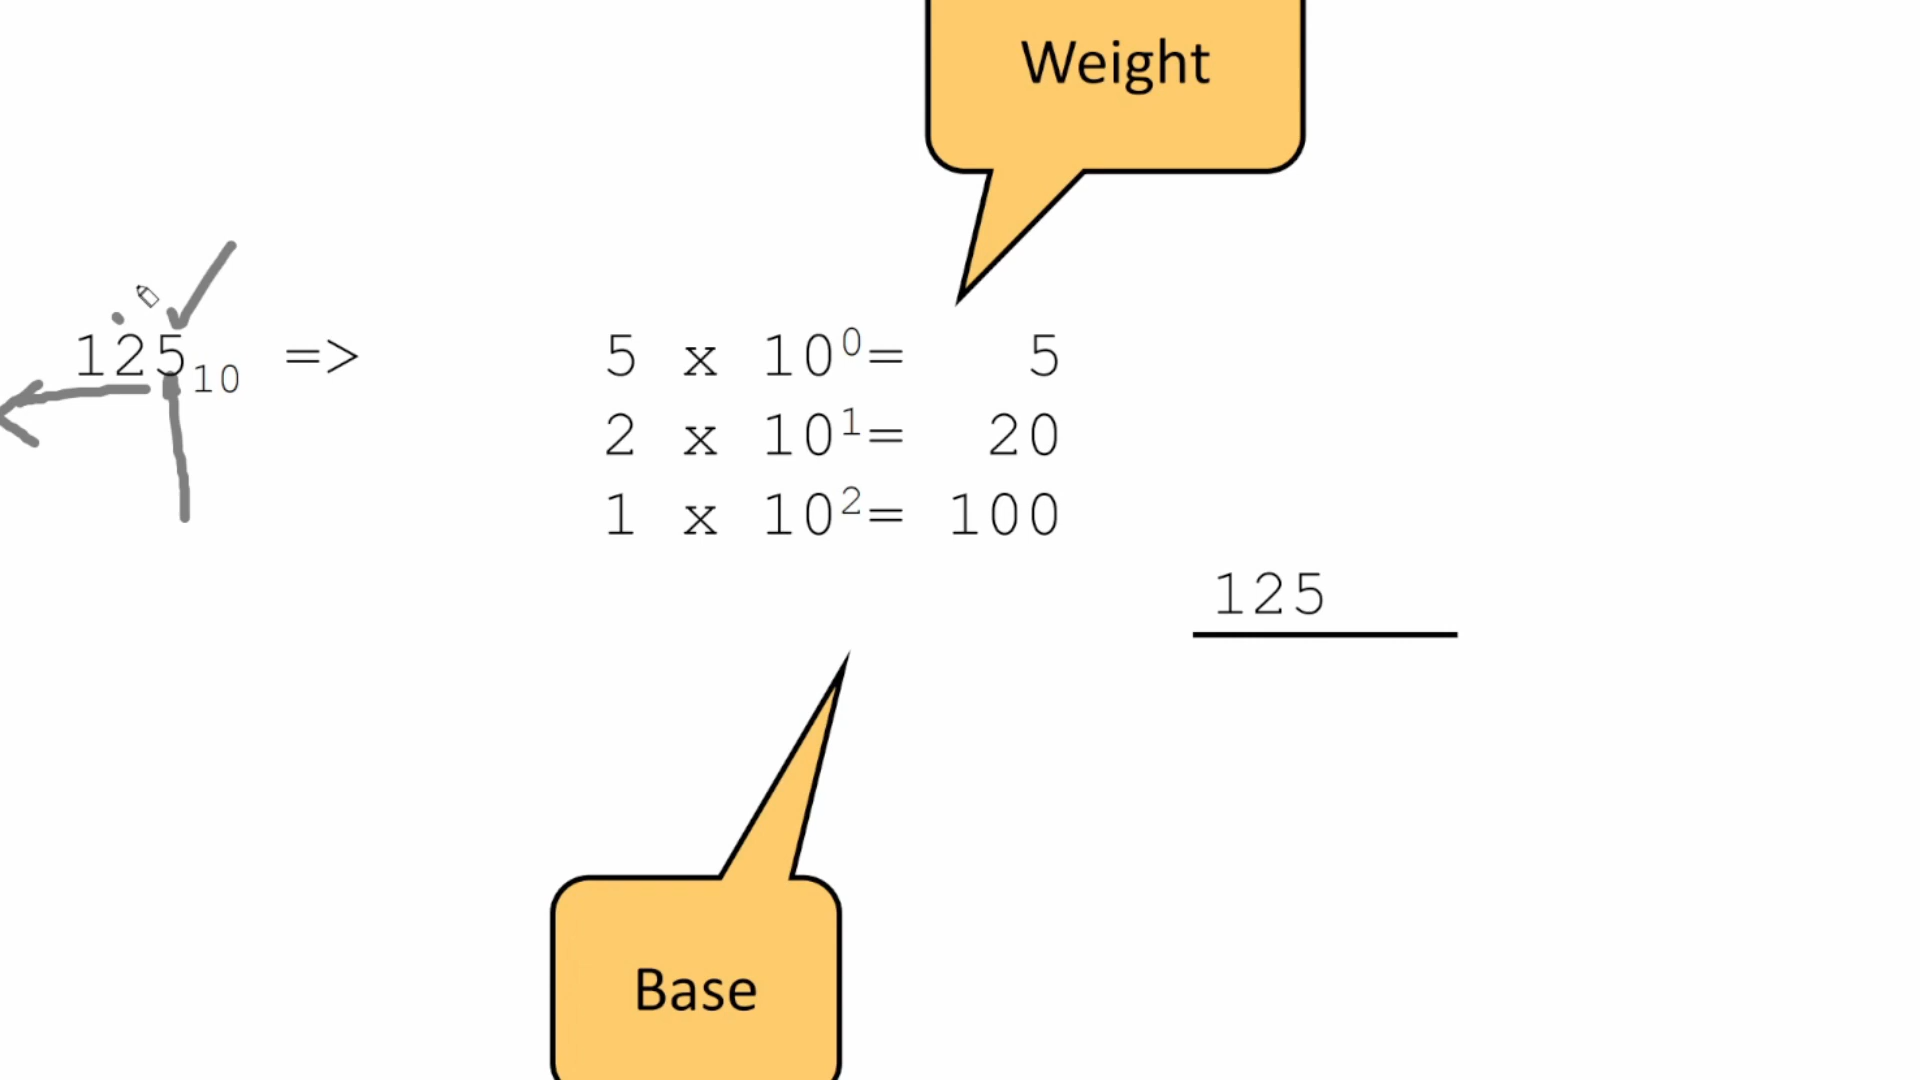 Weight
125₁₀ => 5 x 10⁰= 5
2 x 10¹= 20
1 x 10²= 100
125
Base